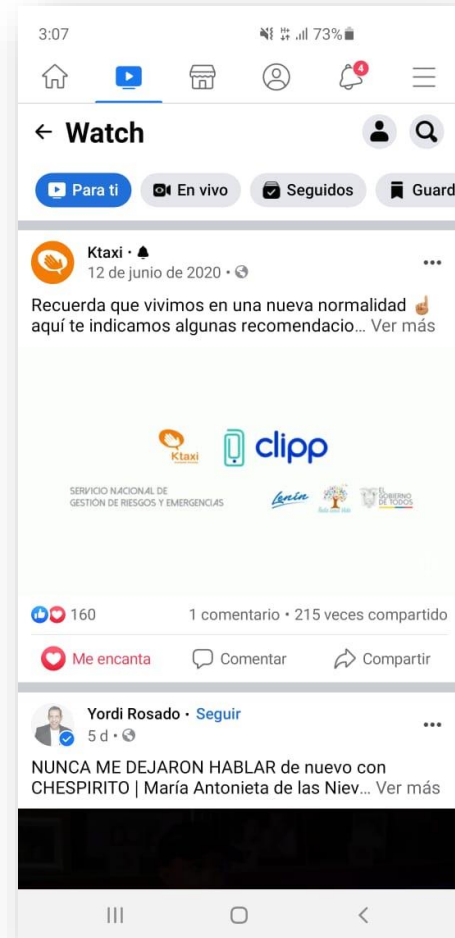 3:07
73%
4
Watch
Para ti
En vivo
Seguidos
Guard
Ktaxi •
12 de junio de 2020 •
Recuerda que vivimos en una nueva normalidad ☝
aquí te indicamos algunas recomendacio... Ver más
Ktaxi
clipp
SERVICIO NACIONAL DE
GESTIÓN DE RIESGOS Y EMERGENCIAS
Lenin
EL
GOBIERNO
DE TODOS
160
1 comentario • 215 veces compartido
Me encanta
Comentar
Compartir
Yordi Rosado • Seguir
5 d •
NUNCA ME DEJARON HABLAR de nuevo con
CHESPIRITO | María Antonieta de las Niev... Ver más